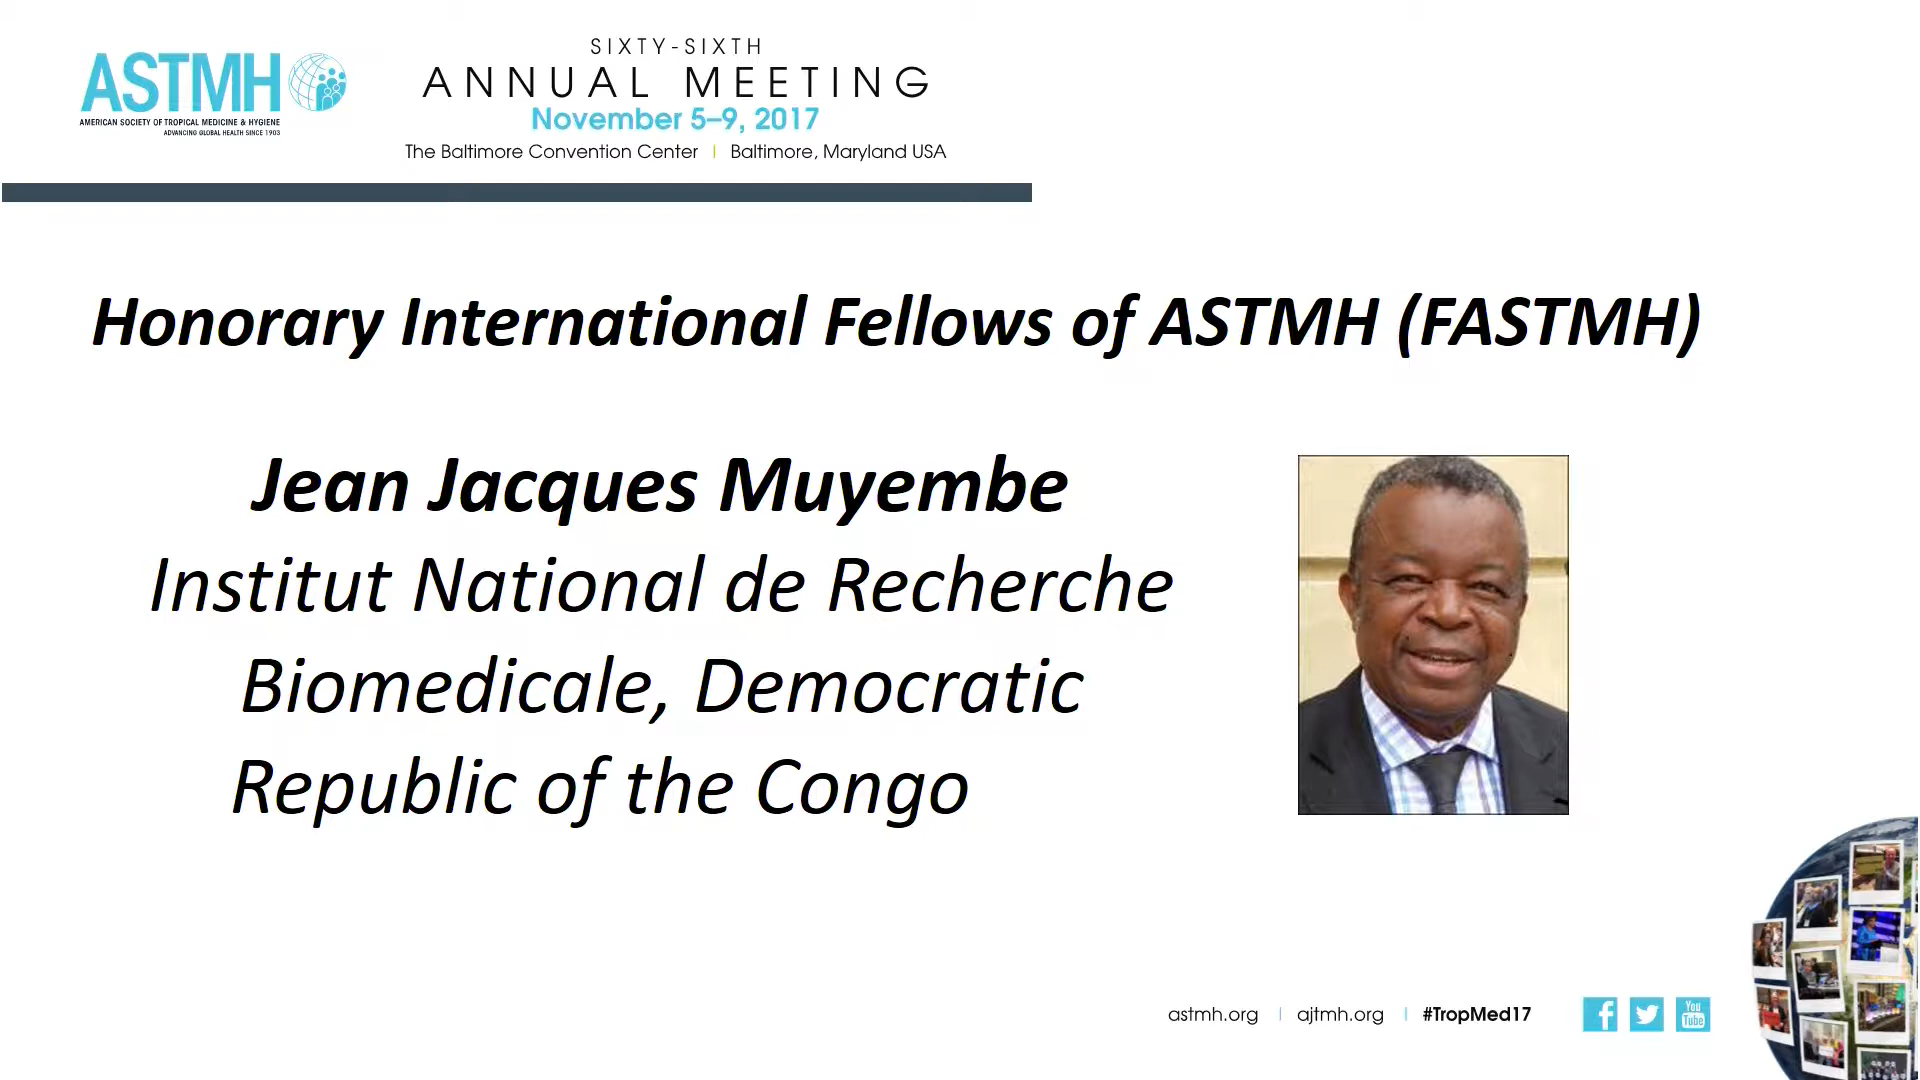 ASTMH
AMERICAN SOCIETY OF TROPICAL MEDICINE & HYGIENE
ADVANCING GLOBAL HEALTH SINCE 1903
SIXTY-SIXTH
ANNUAL MEETING
November 5–9, 2017
The Baltimore Convention Center | Baltimore, Maryland USA
Honorary International Fellows of ASTMH (FASTMH)
Jean Jacques Muyembe
Institut National de Recherche
Biomedicale, Democratic
Republic of the Congo
astmh.org | ajtmh.org | #TropMed17
You
Tube